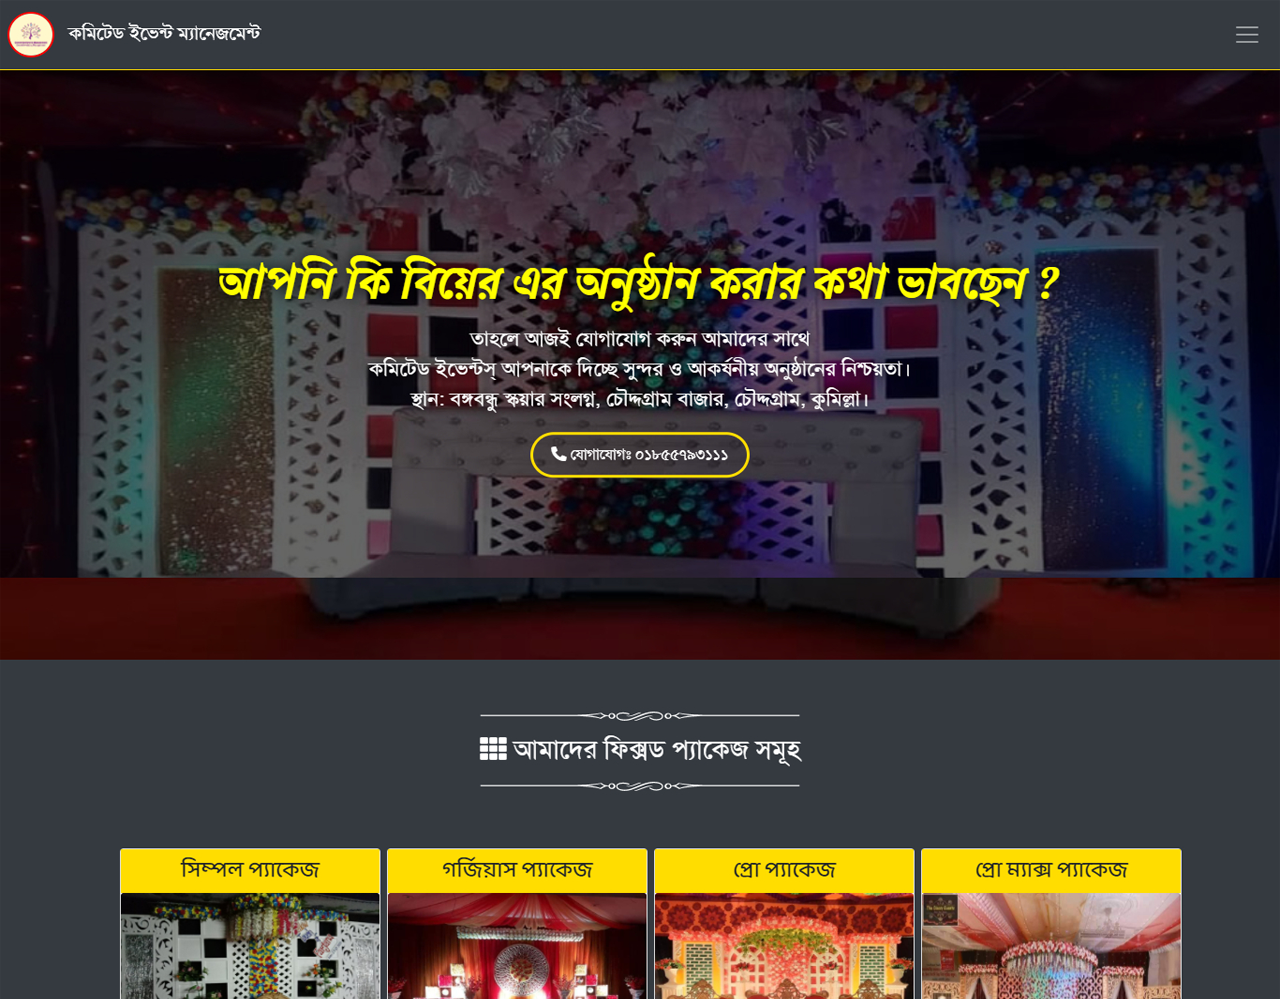 কমিটেড ইভেন্ট ম্যানেজমেন্ট
আপনি কি বিয়ের এর অনুষ্ঠান করার কথা ভাবছেন ?
তাহলে আজই যোগাযোগ করুন আমাদের সাথে
কমিটেড ইভেন্টস্ আপনাকে দিচ্ছে সুন্দর ও আকর্ষনীয় অনুষ্ঠানের নিশ্চয়তা।
স্থান: বঙ্গবন্ধু স্কয়ার সংলগ্ন, চৌদ্দগ্রাম বাজার, চৌদ্দগ্রাম, কুমিল্লা।
যোগাযোগঃ ০১৮৫৫৭৯৩১১১
আমাদের ফিক্সড প্যাকেজ সমূহ
সিম্পল প্যাকেজ
গর্জিয়াস প্যাকেজ
প্রো প্যাকেজ
প্রো ম্যাক্স প্যাকেজ